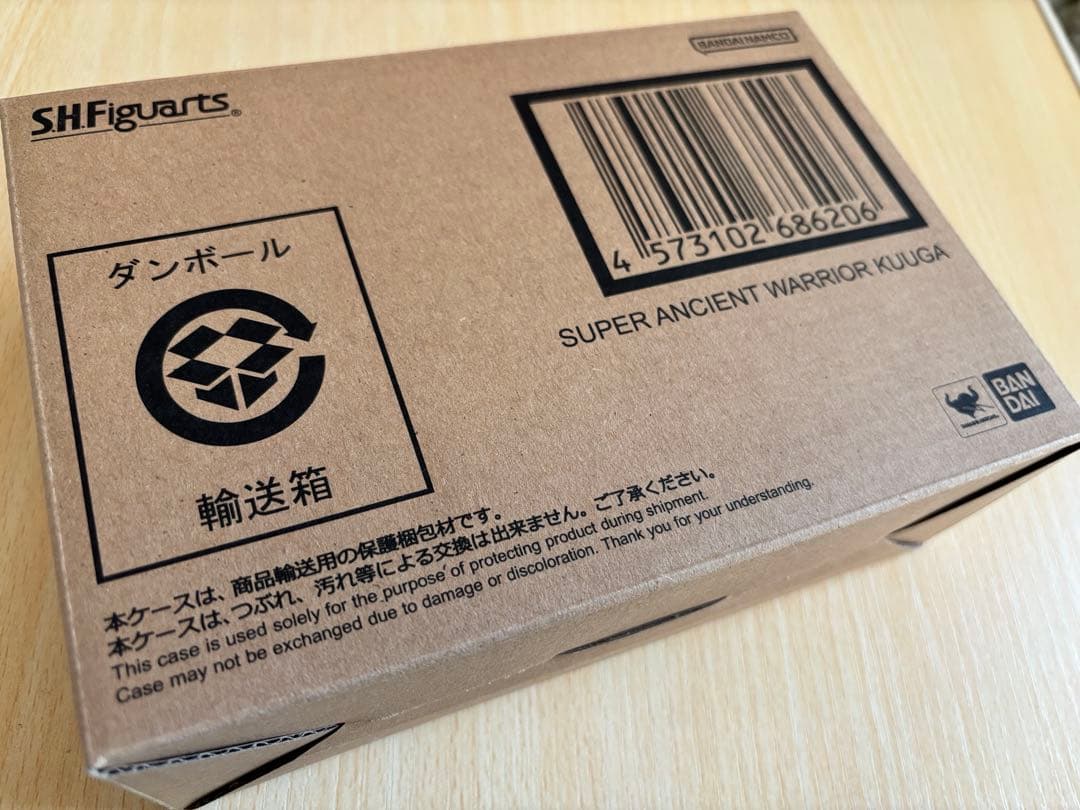 S.H.Figuarts®
BANDAI NAMCO
4 573102 686206
SUPER ANCIENT WARRIOR KUUGA
ダンボール
輸送箱
BAN
DAI
本ケースは、商品輸送用の保護梱包材です。
本ケースは、つぶれ、汚れ等による交換は出来ません。ご了承ください。
This case is used solely for the purpose of protecting product during shipment.
Case may not be exchanged due to damage or discoloration. Thank you for your understanding.